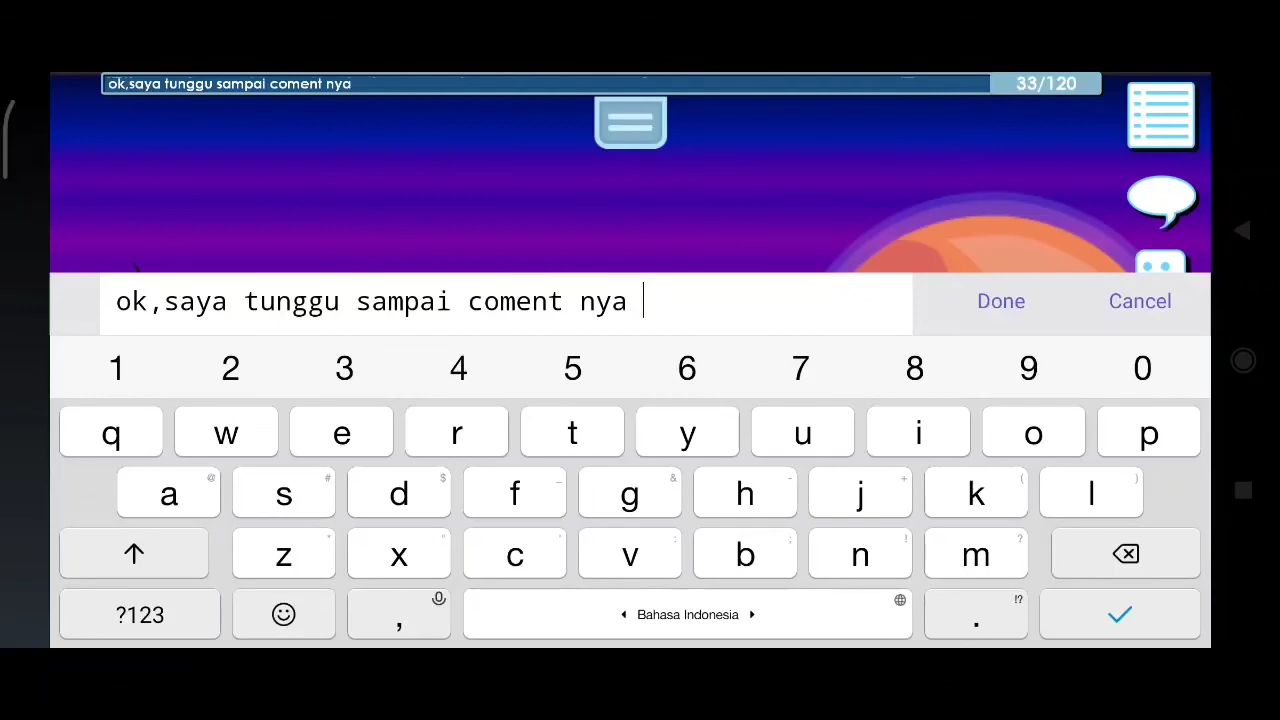 ok,saya tunggu sampai coment nya
33/120
ok,saya tunggu sampai coment nya
Done
Cancel
1 2 3 4 5 6 7 8 9 0
q w e r t y u i o p
@ # $ _ & - + ( )
a s d f g h j k l
* " ' : ; ! ?
z x c v b n m
?123 , Bahasa Indonesia . !?